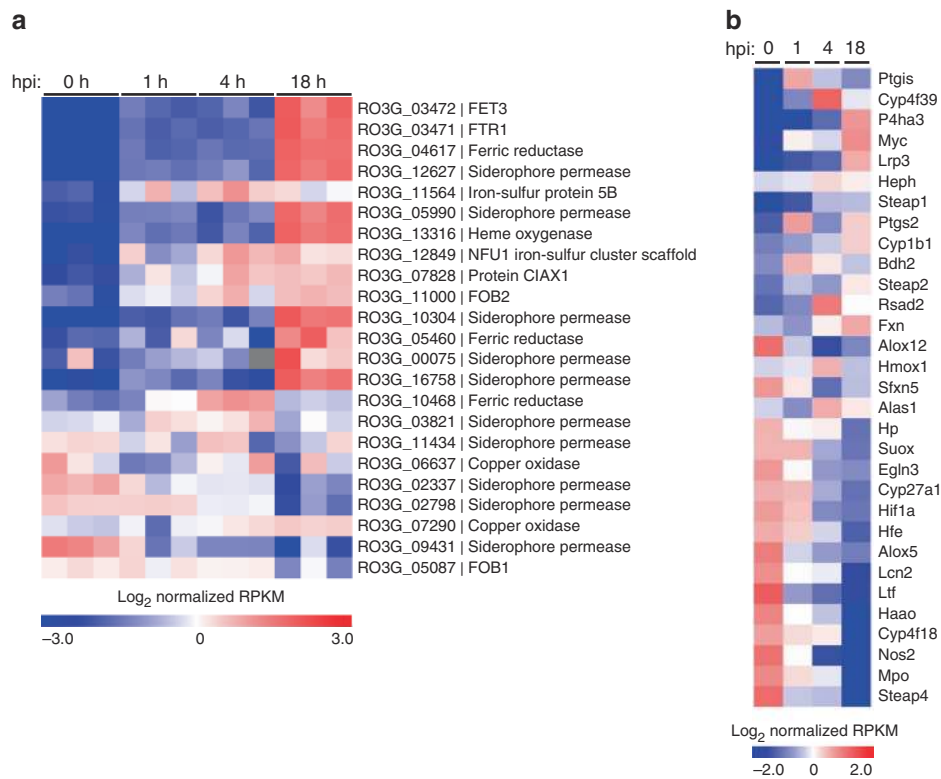 a
hpi: 0 h 1 h 4 h 18 h
RO3G_03472 | FET3
RO3G_03471 | FTR1
RO3G_04617 | Ferric reductase
RO3G_12627 | Siderophore permease
RO3G_11564 | Iron-sulfur protein 5B
RO3G_05990 | Siderophore permease
RO3G_13316 | Heme oxygenase
RO3G_12849 | NFU1 iron-sulfur cluster scaffold
RO3G_07828 | Protein CIAX1
RO3G_11000 | FOB2
RO3G_10304 | Siderophore permease
RO3G_05460 | Ferric reductase
RO3G_00075 | Siderophore permease
RO3G_16758 | Siderophore permease
RO3G_10468 | Ferric reductase
RO3G_03821 | Siderophore permease
RO3G_11434 | Siderophore permease
RO3G_06637 | Copper oxidase
RO3G_02337 | Siderophore permease
RO3G_02798 | Siderophore permease
RO3G_07290 | Copper oxidase
RO3G_09431 | Siderophore permease
RO3G_05087 | FOB1
Log2 normalized RPKM
−3.0 0 3.0
b
hpi: 0 1 4 18
Ptgis
Cyp4f39
P4ha3
Myc
Lrp3
Heph
Steap1
Ptgs2
Cyp1b1
Bdh2
Steap2
Rsad2
Fxn
Alox12
Hmox1
Sfxn5
Alas1
Hp
Suox
Egln3
Cyp27a1
Hif1a
Hfe
Alox5
Lcn2
Ltf
Haao
Cyp4f18
Nos2
Mpo
Steap4
Log2 normalized RPKM
−2.0 0 2.0